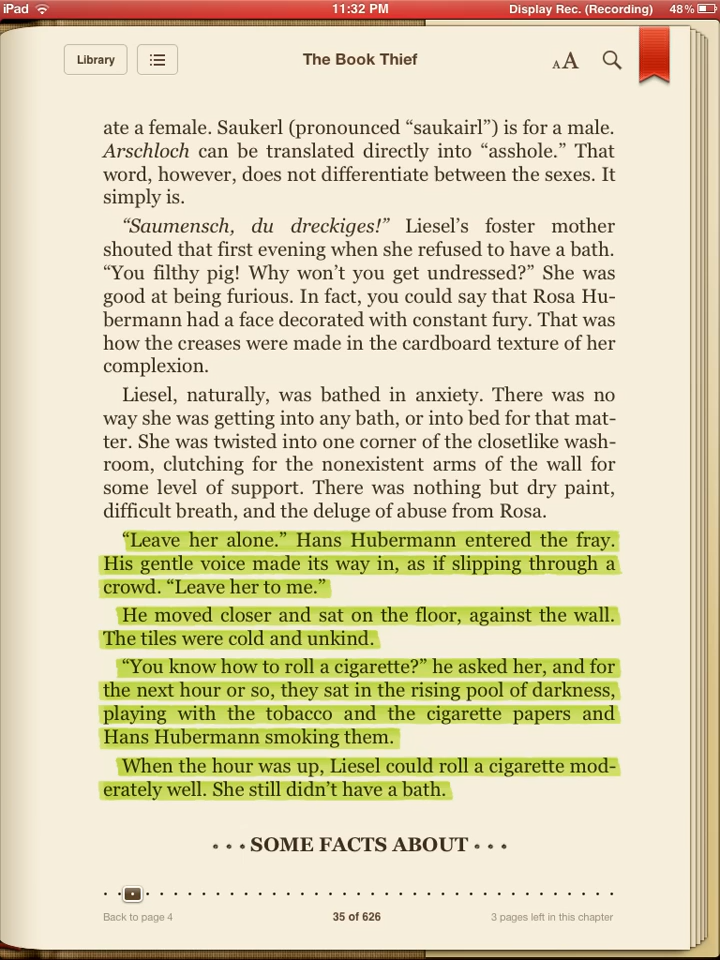 iPad 11:32 PM Display Rec. (Recording) 48%
Library The Book Thief AA
ate a female. Saukerl (pronounced “saukairl”) is for a male.
Arschloch can be translated directly into “asshole.” That
word, however, does not differentiate between the sexes. It
simply is.
“Saumensch, du dreckiges!” Liesel’s foster mother
shouted that first evening when she refused to have a bath.
“You filthy pig! Why won’t you get undressed?” She was
good at being furious. In fact, you could say that Rosa Hu-
bermann had a face decorated with constant fury. That was
how the creases were made in the cardboard texture of her
complexion.
Liesel, naturally, was bathed in anxiety. There was no
way she was getting into any bath, or into bed for that mat-
ter. She was twisted into one corner of the closetlike wash-
room, clutching for the nonexistent arms of the wall for
some level of support. There was nothing but dry paint,
difficult breath, and the deluge of abuse from Rosa.
“Leave her alone.” Hans Hubermann entered the fray.
His gentle voice made its way in, as if slipping through a
crowd. “Leave her to me.”
He moved closer and sat on the floor, against the wall.
The tiles were cold and unkind.
“You know how to roll a cigarette?” he asked her, and for
the next hour or so, they sat in the rising pool of darkness,
playing with the tobacco and the cigarette papers and
Hans Hubermann smoking them.
When the hour was up, Liesel could roll a cigarette mod-
erately well. She still didn’t have a bath.
• • • SOME FACTS ABOUT • • •
Back to page 4 35 of 626 3 pages left in this chapter